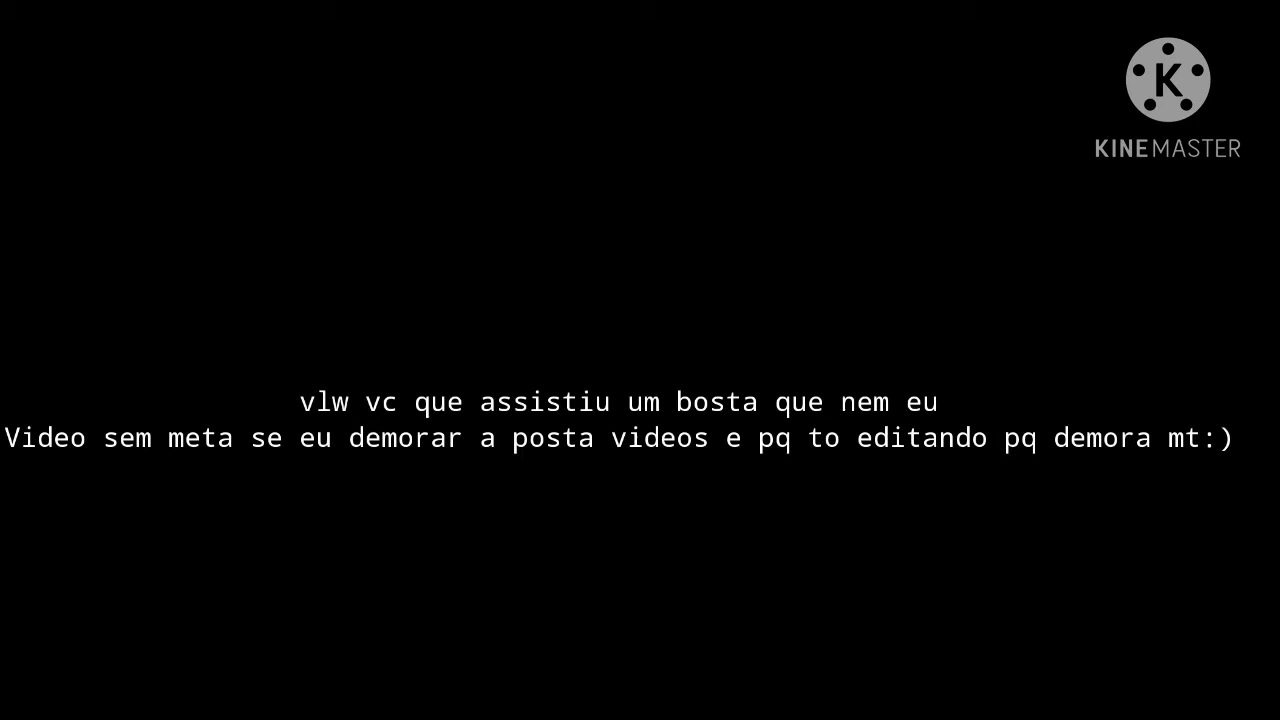 K
KINEMASTER
vlw vc que assistiu um bosta que nem eu
Video sem meta se eu demorar a posta videos e pq to editando pq demora mt:)